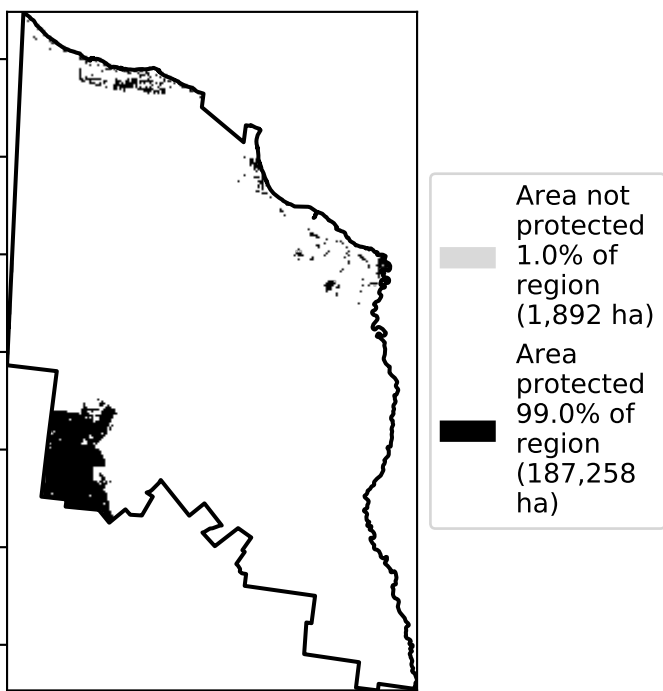 Area not
protected
1.0% of
region
(1,892 ha)
Area
protected
99.0% of
region
(187,258
ha)